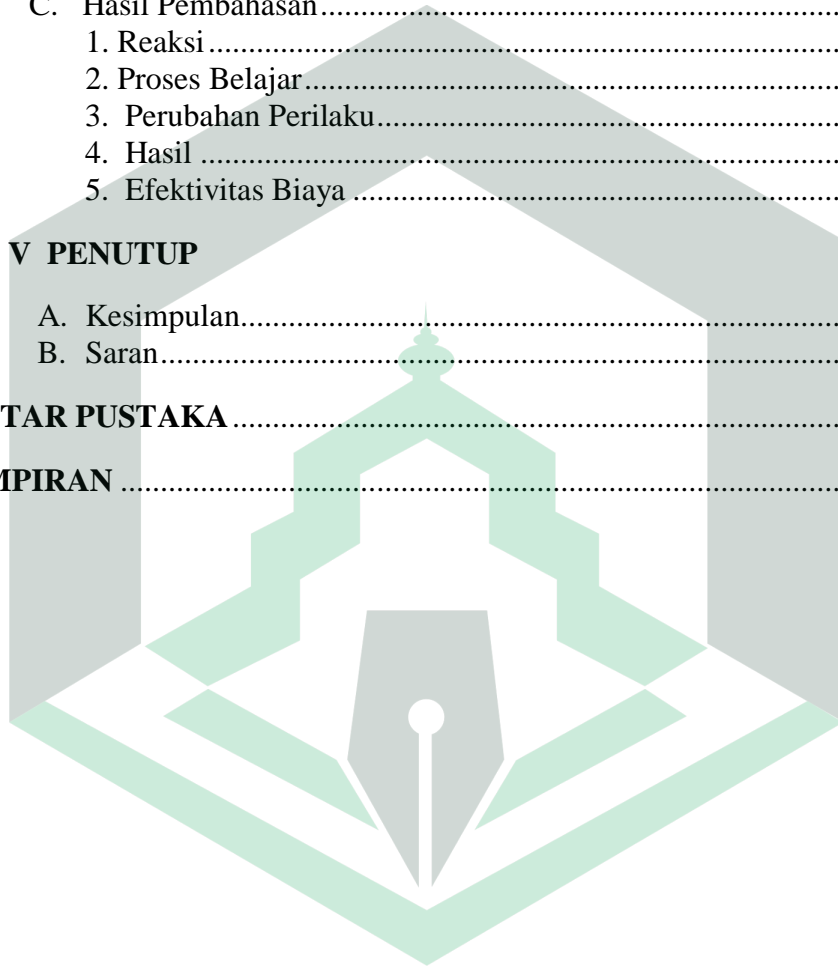 C. Hasil Pembahasan................................................................
1. Reaksi................................................................
2. Proses Belajar................................................................
3. Perubahan Perilaku................................................................
4. Hasil ................................................................
5. Efektivitas Biaya ................................................................
V PENUTUP
A. Kesimpulan................................................................
B. Saran................................................................
TAR PUSTAKA................................................................
MPIRAN ................................................................